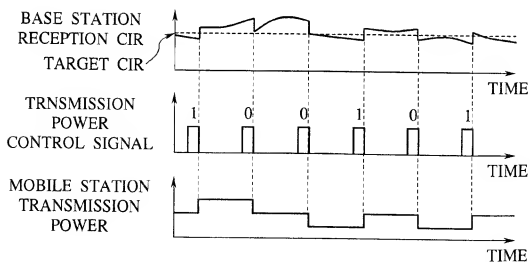 BASE STATION
RECEPTION CIR
TARGET CIR
TIME
TRNSMISSION
POWER
CONTROL SIGNAL
1 0 0 1 0 1
TIME
MOBILE STATION
TRANSMISSION
POWER
TIME